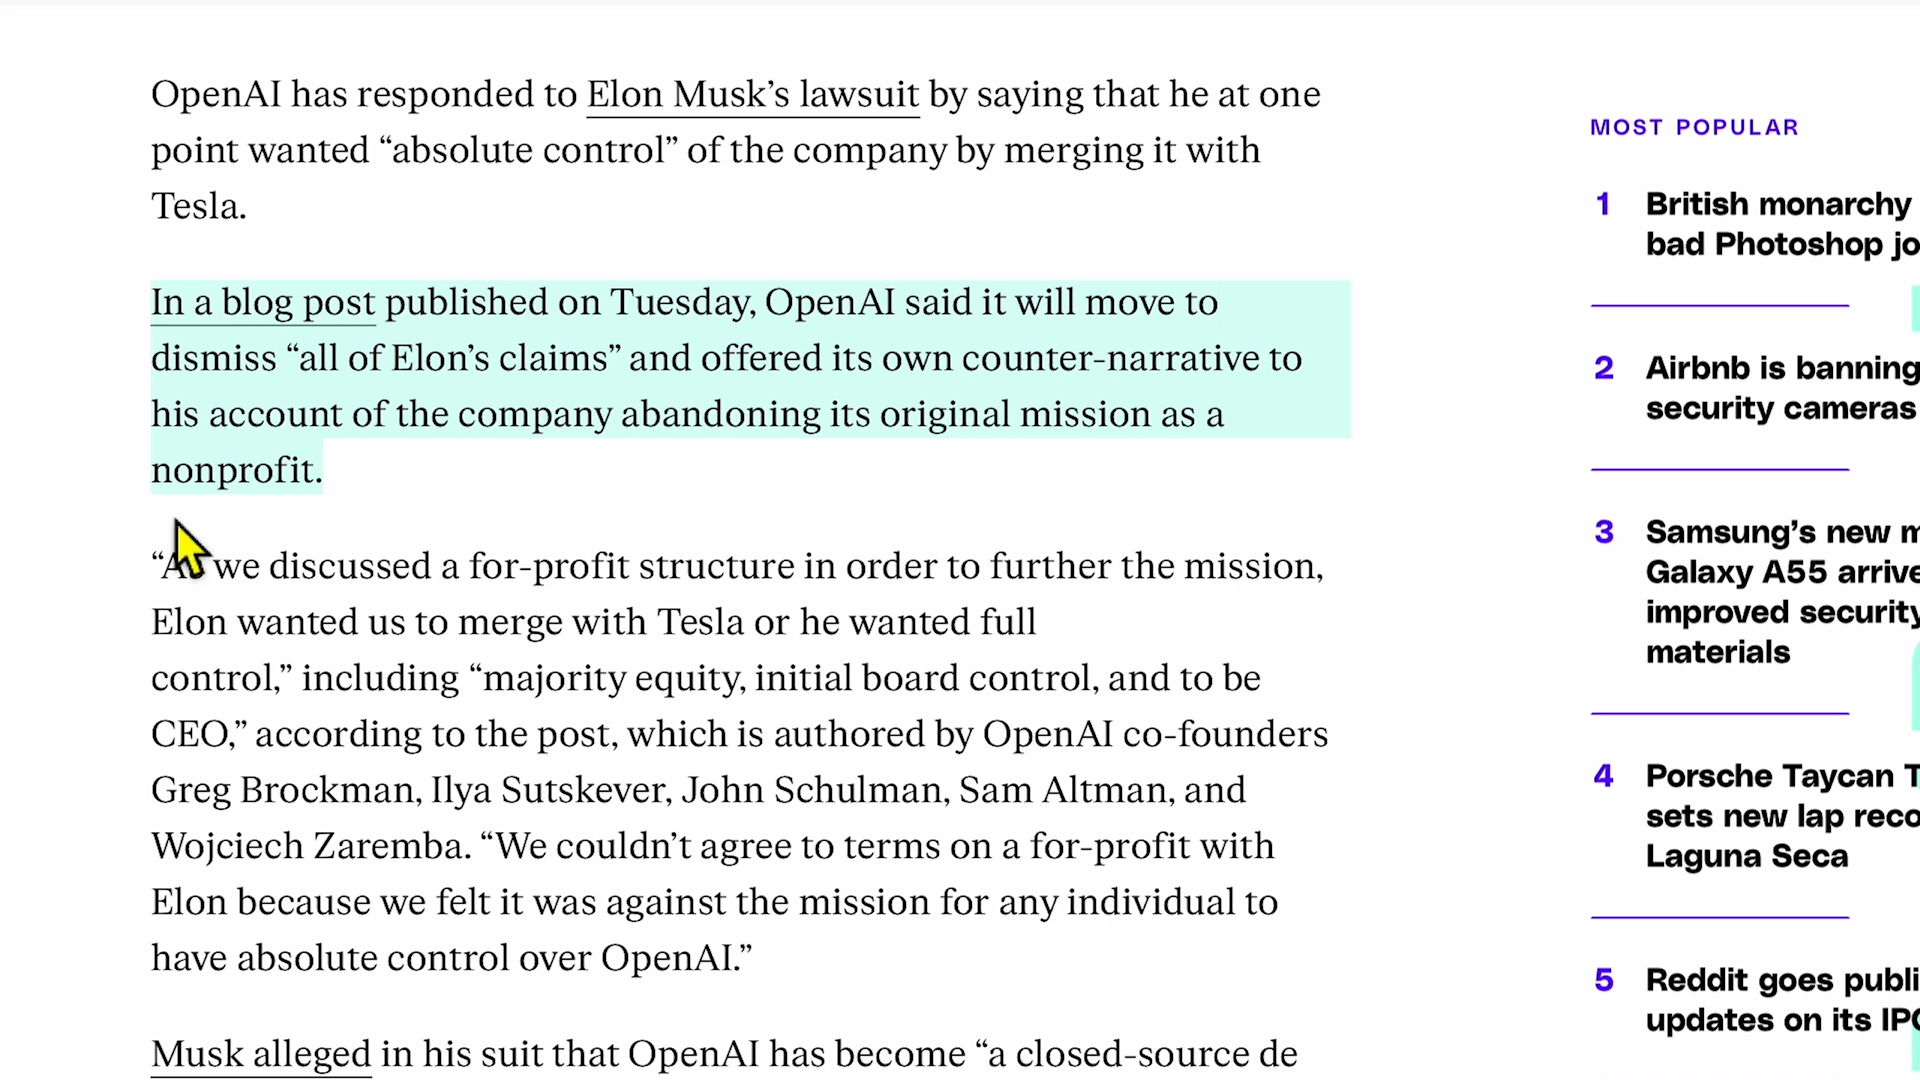 OpenAI has responded to Elon Musk’s lawsuit by saying that he at one
point wanted “absolute control” of the company by merging it with
Tesla.
In a blog post published on Tuesday, OpenAI said it will move to
dismiss “all of Elon’s claims” and offered its own counter-narrative to
his account of the company abandoning its original mission as a
nonprofit.
“As we discussed a for-profit structure in order to further the mission,
Elon wanted us to merge with Tesla or he wanted full
control,” including “majority equity, initial board control, and to be
CEO,” according to the post, which is authored by OpenAI co-founders
Greg Brockman, Ilya Sutskever, John Schulman, Sam Altman, and
Wojciech Zaremba. “We couldn’t agree to terms on a for-profit with
Elon because we felt it was against the mission for any individual to
have absolute control over OpenAI.”
Musk alleged in his suit that OpenAI has become “a closed-source de
MOST POPULAR
1 British monarchy
bad Photoshop jo
2 Airbnb is banning
security cameras
3 Samsung’s new m
Galaxy A55 arrive
improved security
materials
4 Porsche Taycan T
sets new lap reco
Laguna Seca
5 Reddit goes publi
updates on its IPO